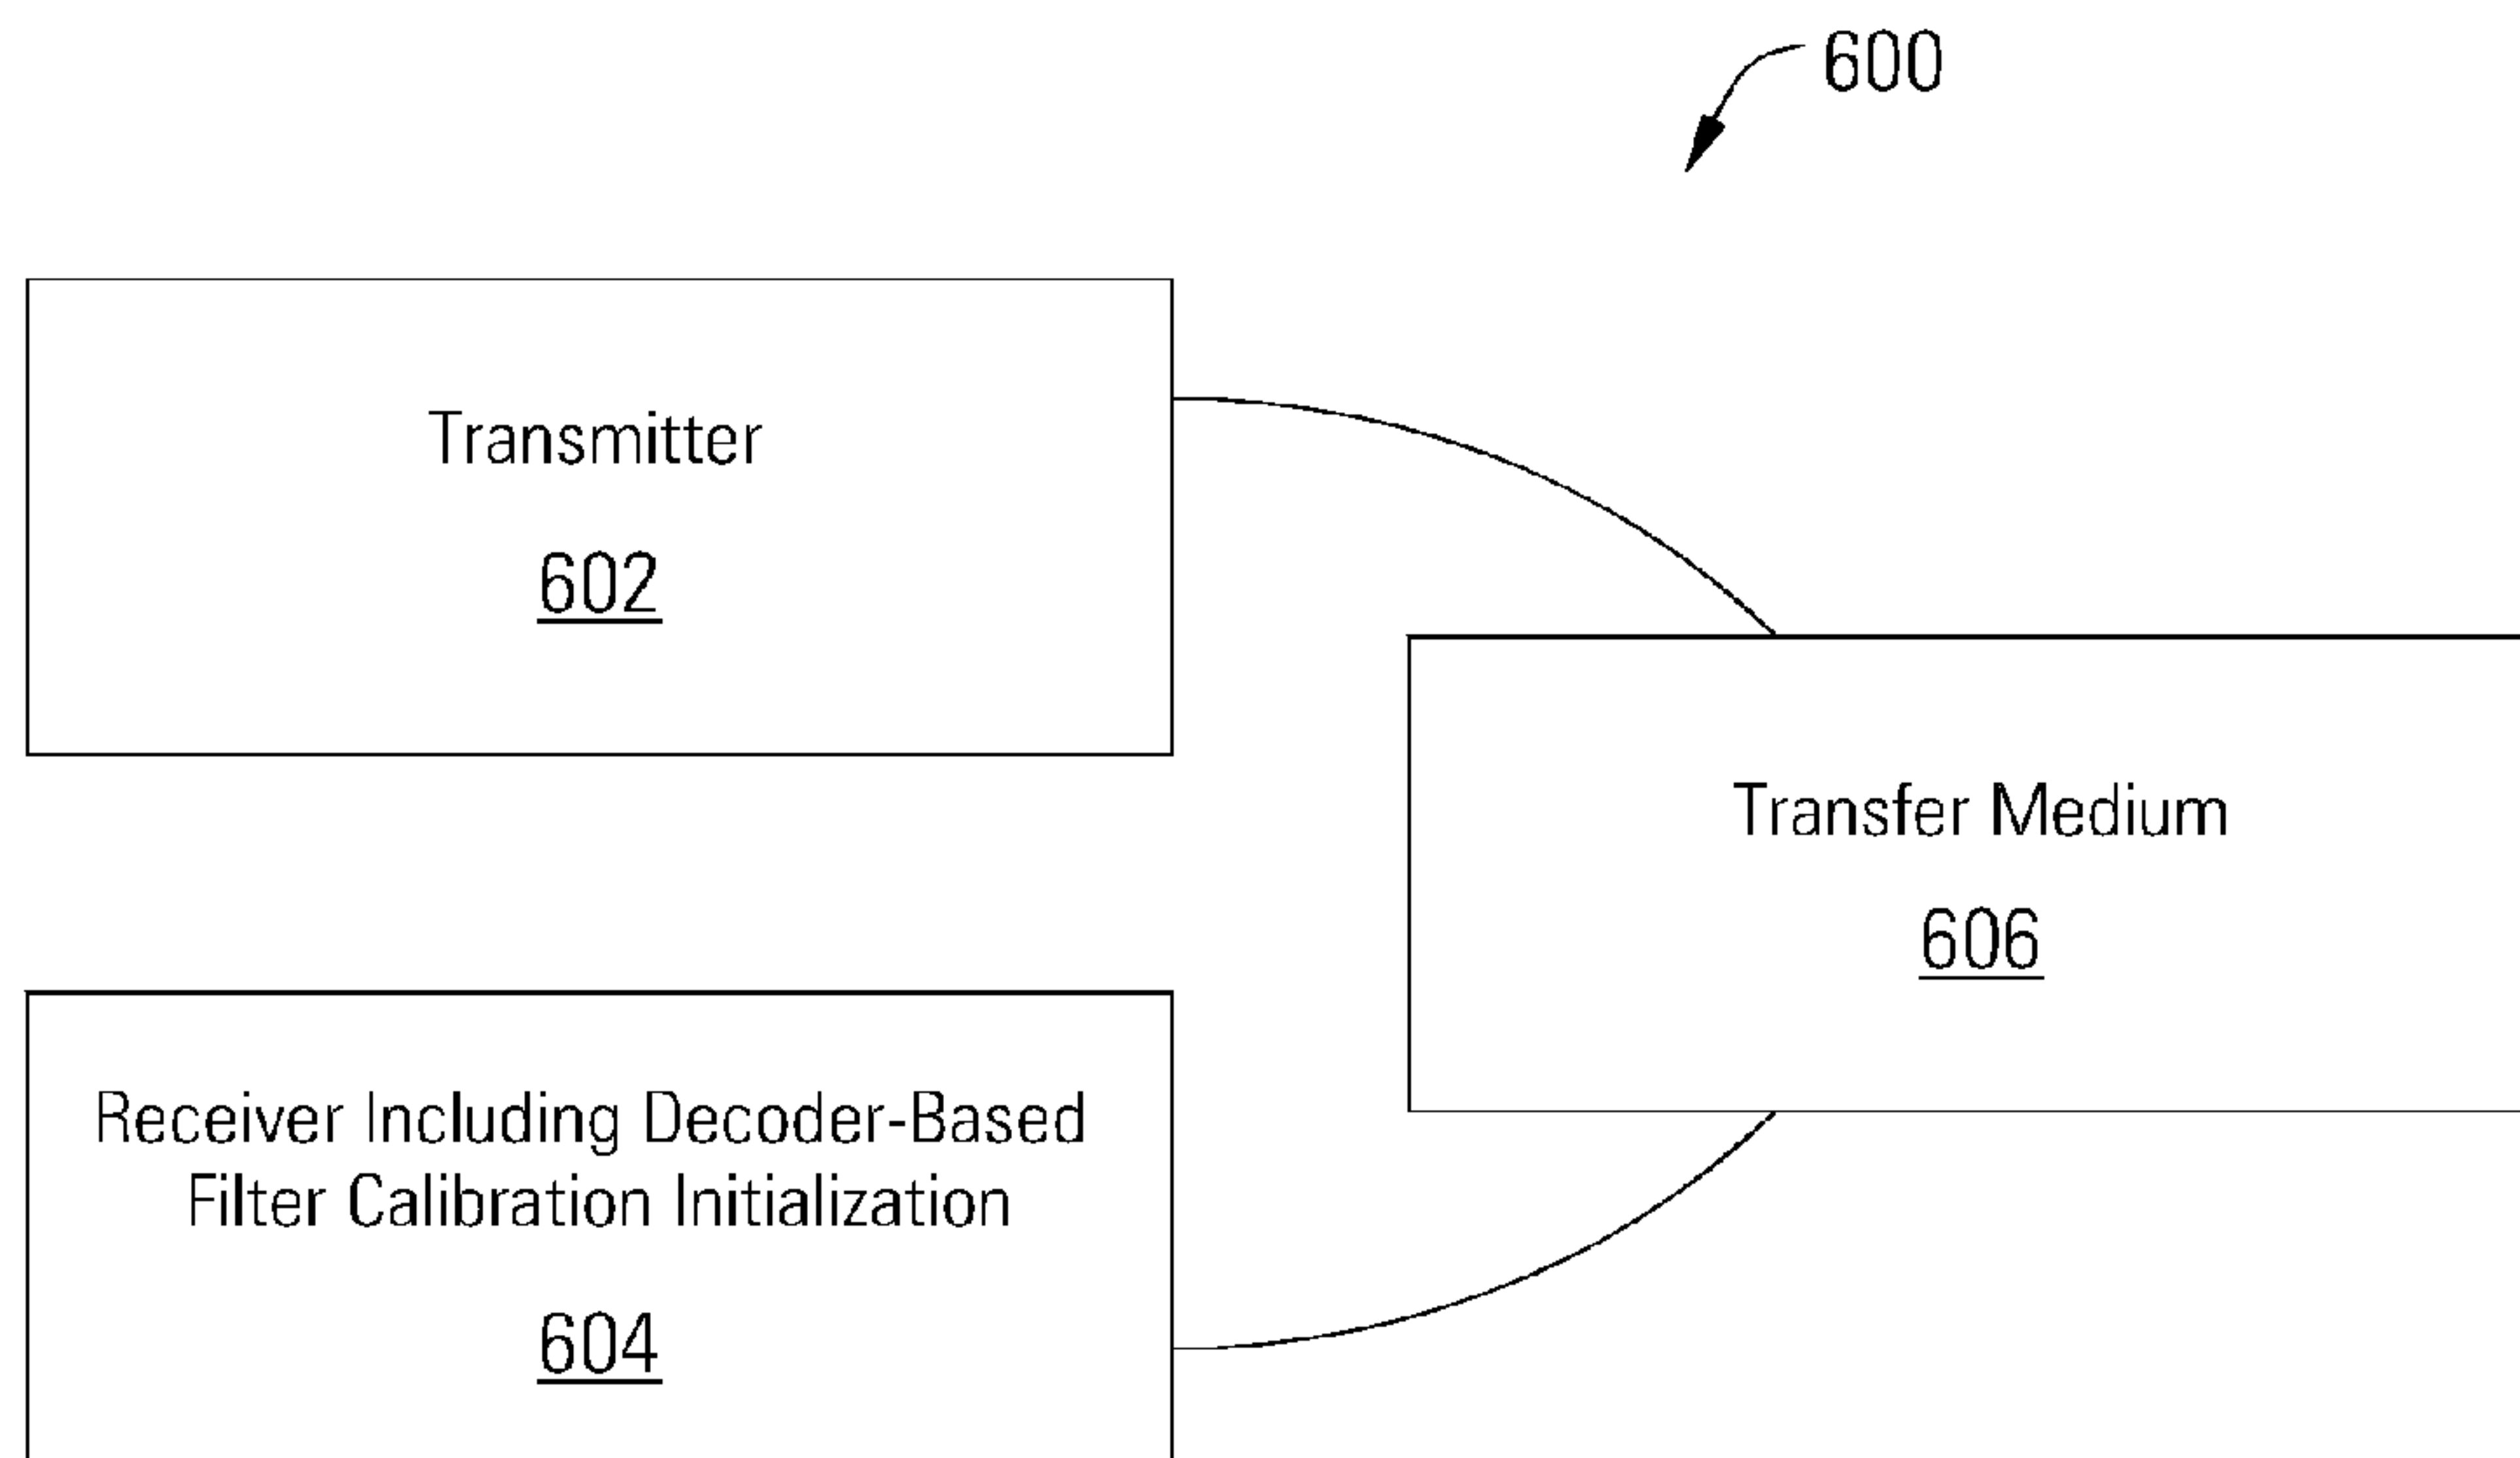 600
Transmitter
602
Transfer Medium
606
Receiver Including Decoder-Based
Filter Calibration Initialization
604